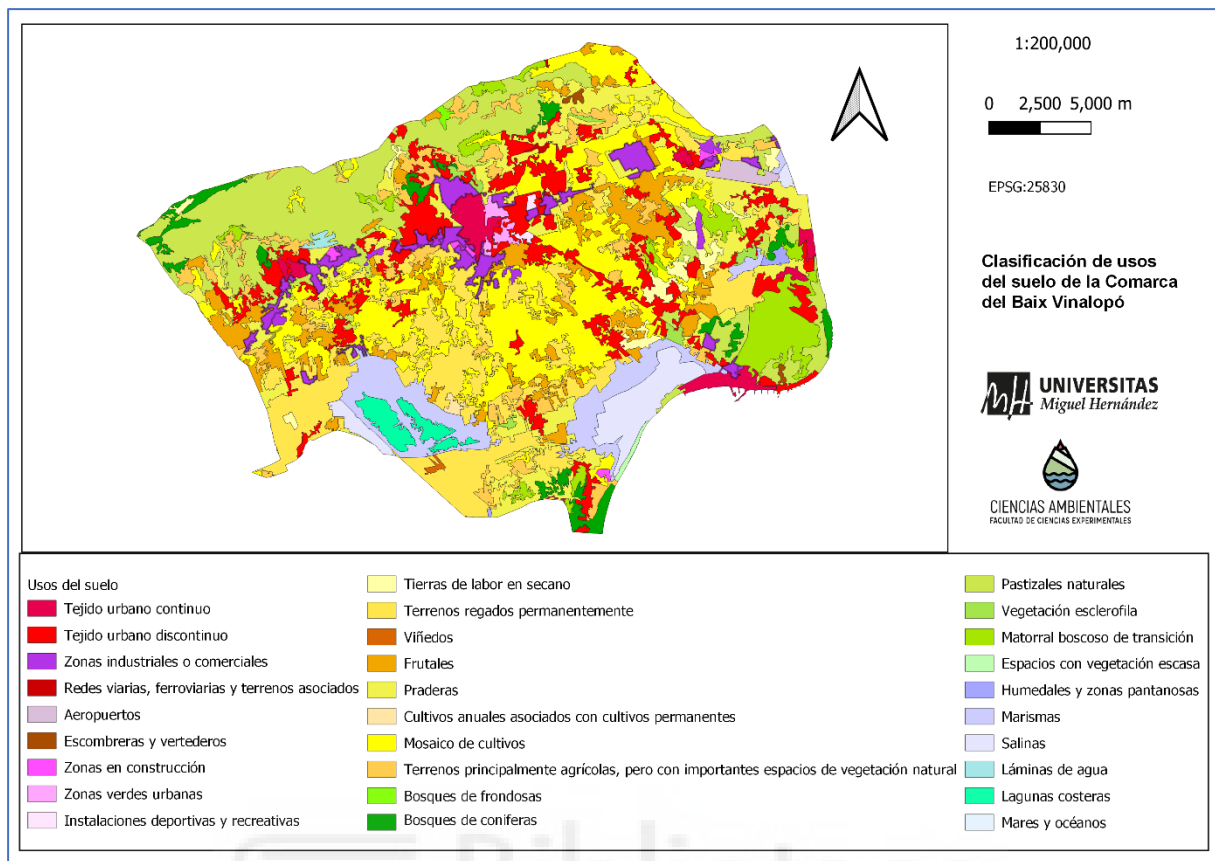 1:200,000
0 2,500 5,000 m
EPSG:25830
Clasificación de usos
del suelo de la Comarca
del Baix Vinalopó
UNIVERSITAS
Miguel Hernández
CIENCIAS AMBIENTALES
FACULTAD DE CIENCIAS EXPERIMENTALES
Usos del suelo
Tejido urbano continuo
Tejido urbano discontinuo
Zonas industriales o comerciales
Redes viarias, ferroviarias y terrenos asociados
Aeropuertos
Escombreras y vertederos
Zonas en construcción
Zonas verdes urbanas
Instalaciones deportivas y recreativas
Tierras de labor en secano
Terrenos regados permanentemente
Viñedos
Frutales
Praderas
Cultivos anuales asociados con cultivos permanentes
Mosaico de cultivos
Terrenos principalmente agrícolas, pero con importantes espacios de vegetación natural
Bosques de frondosas
Bosques de coniferas
Pastizales naturales
Vegetación esclerofila
Matorral boscoso de transición
Espacios con vegetación escasa
Humedales y zonas pantanosas
Marismas
Salinas
Láminas de agua
Lagunas costeras
Mares y océanos